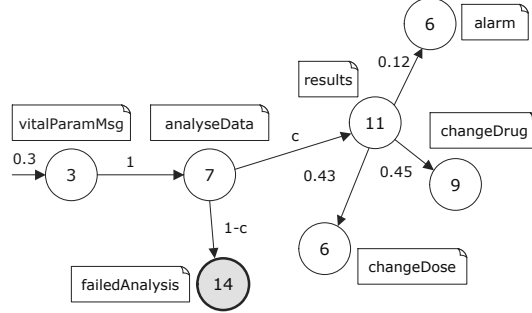 6
alarm
0.12
results
vitalParamMsg
analyseData
c
11
changeDrug
0.3
3
1
7
0.43
0.45
9
1-c
6
changeDose
failedAnalysis
14